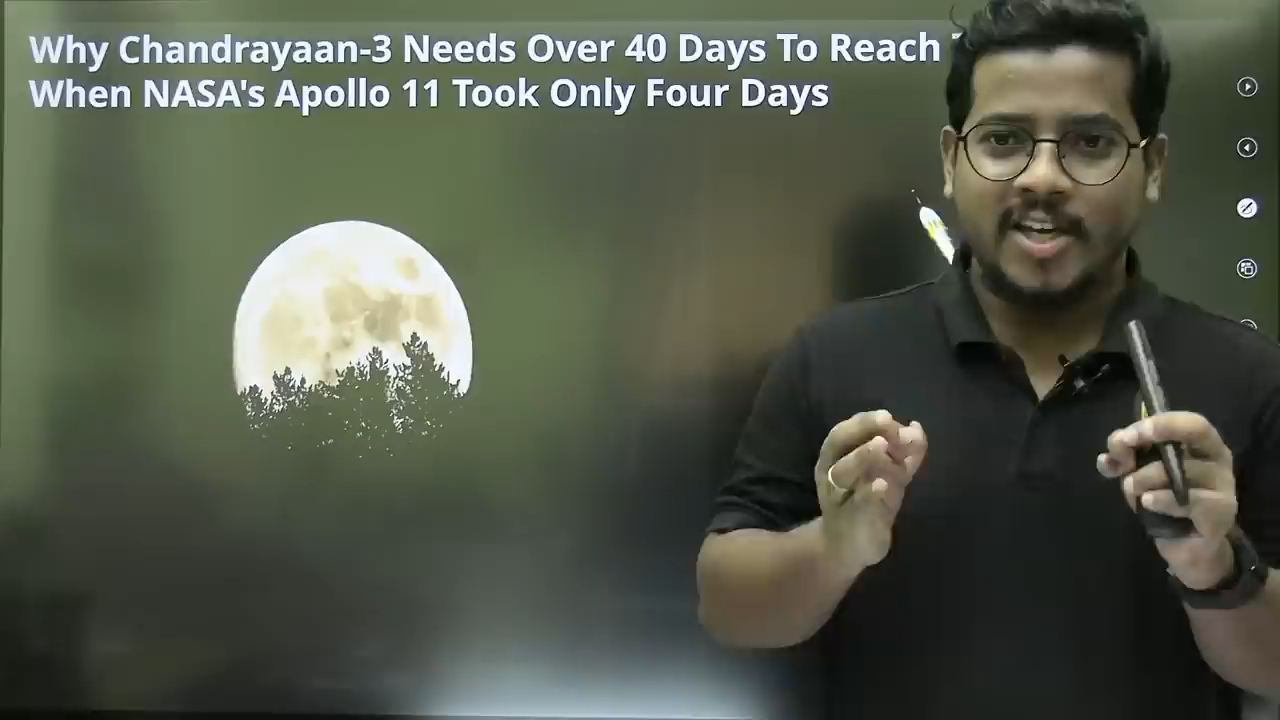 Why Chandrayaan-3 Needs Over 40 Days To Reach
When NASA's Apollo 11 Took Only Four Days